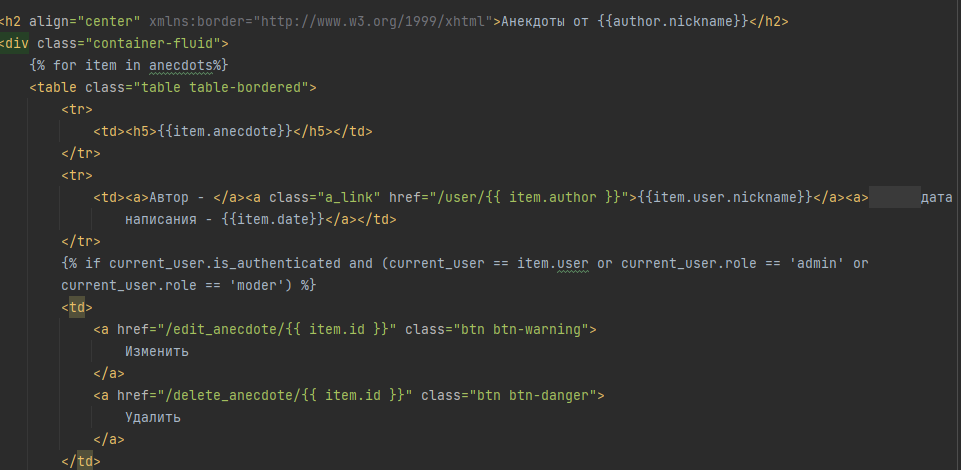 <h2 align="center" xmlns:border="http://www.w3.org/1999/xhtml">Анекдоты от {{author.nickname}}</h2>
<div class="container-fluid">
{% for item in anecdots%}
<table class="table table-bordered">
<tr>
<td><h5>{{item.anecdote}}</h5></td>
</tr>
<tr>
<td><a>Автор - </a><a class="a_link" href="/user/{{ item.author }}">{{item.user.nickname}}</a><a>      дата
написания - {{item.date}}</a></td>
</tr>
{% if current_user.is_authenticated and (current_user == item.user or current_user.role == 'admin' or
current_user.role == 'moder') %}
<td>
<a href="/edit_anecdote/{{ item.id }}" class="btn btn-warning">
Изменить
</a>
<a href="/delete_anecdote/{{ item.id }}" class="btn btn-danger">
Удалить
</a>
</td>